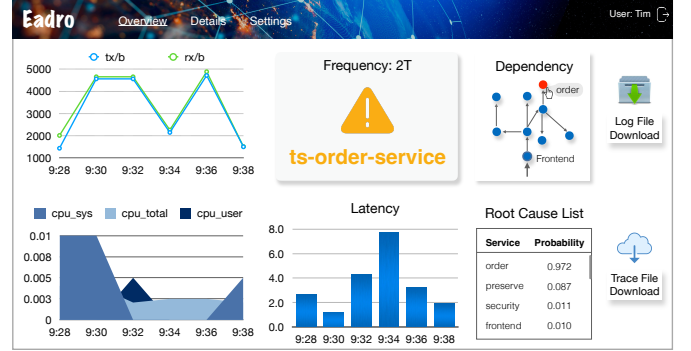 Eadro
Overview Details Settings
User: Tim
tx/b rx/b
5000
4000
3000
2000
1000
9:28 9:30 9:32 9:34 9:36 9:38
Frequency: 2T
ts-order-service
Dependency
order
Frontend
Log File
Download
cpu_sys cpu_total cpu_user
0.01
0.008
0.005
0.003
0
9:28 9:30 9:32 9:34 9:36 9:38
Latency
8.0
6.0
4.0
2.0
0.0
9:28 9:30 9:32 9:34 9:36 9:38
Root Cause List
Service Probability
order 0.972
preserve 0.087
security 0.011
frontend 0.010
Trace File
Download